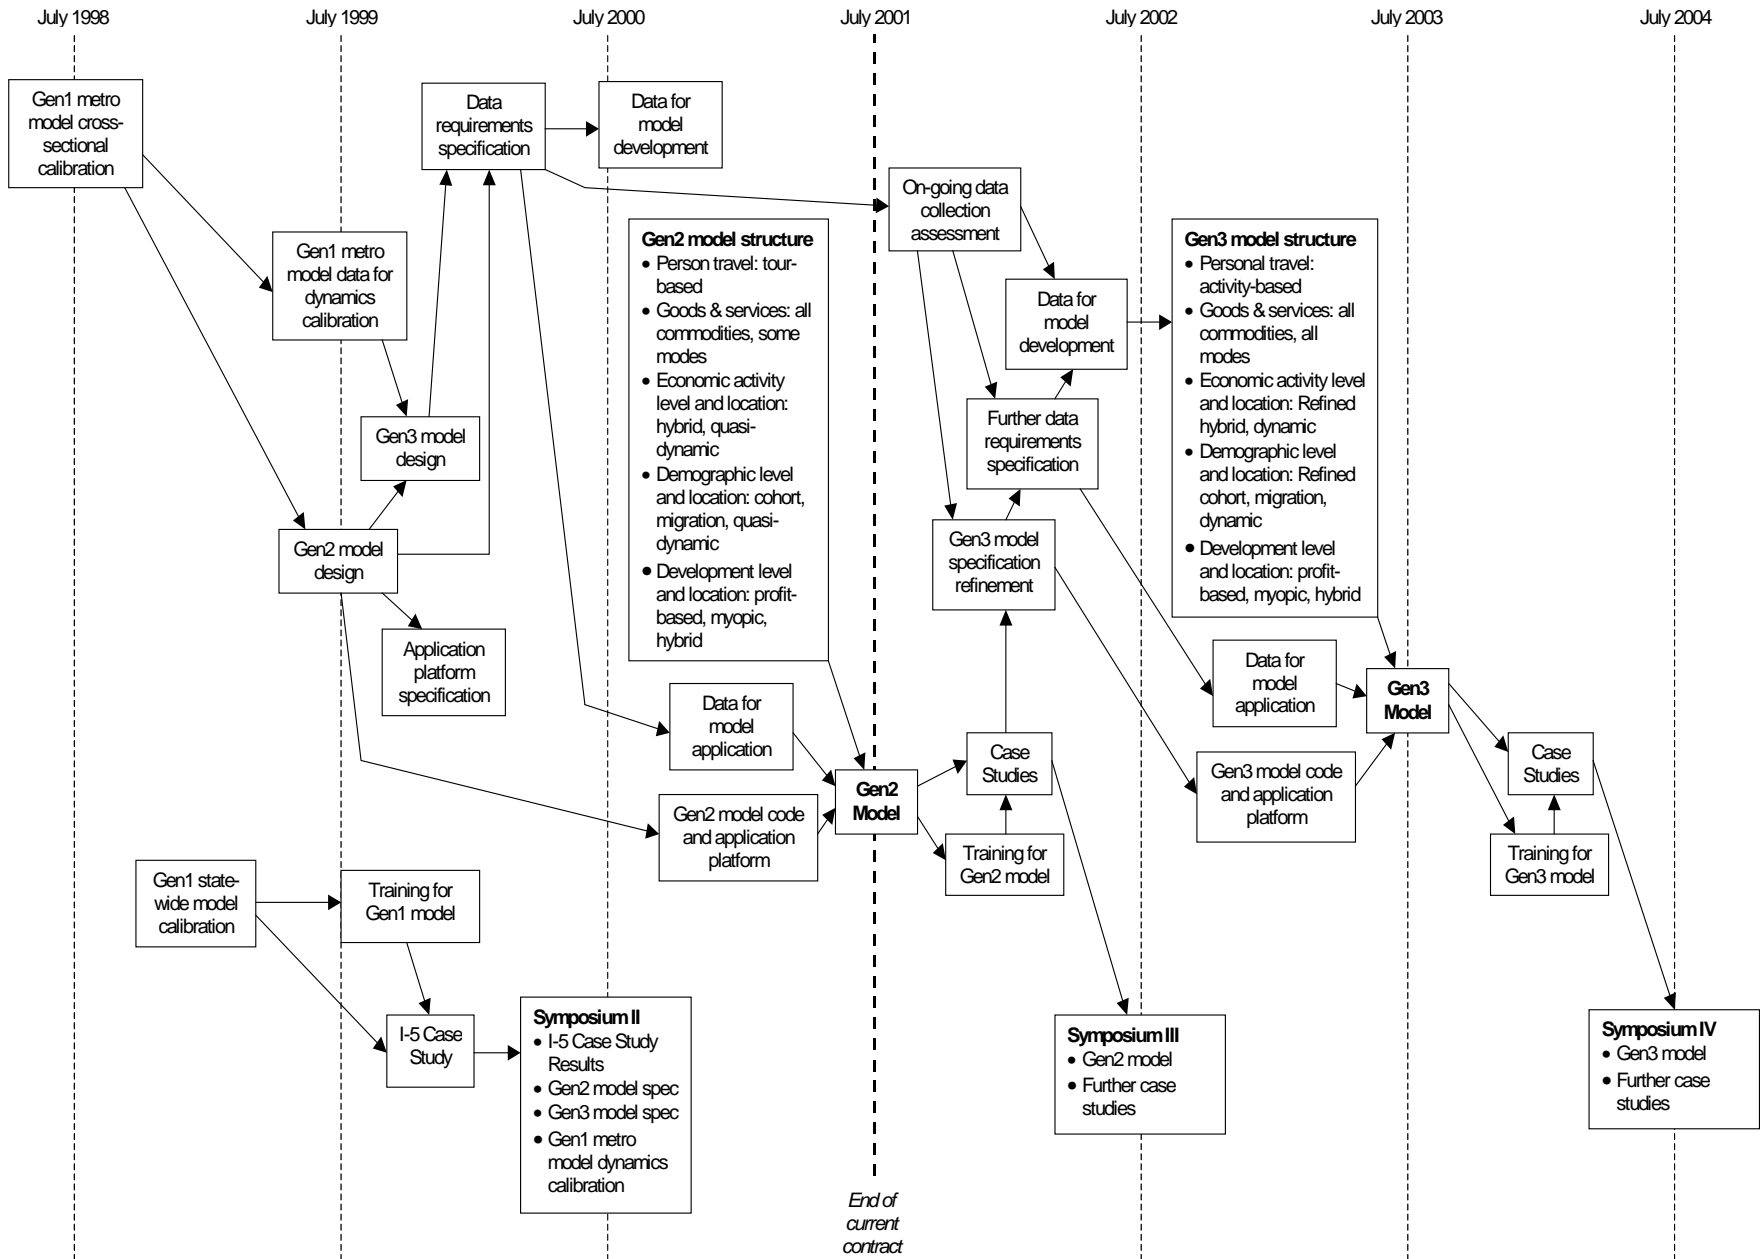 July 1998
July 1999
July 2000
July 2001
July 2002
July 2003
July 2004
Gen1 metro
model cross-
sectional
calibration
Data
requirements
specification
Data for
model
development
Gen1 metro
model data for
dynamics
calibration
Gen3 model
design
Gen2 model
design
Application
platform
specification
Gen2 model structure
• Person travel: tour-
based
• Goods & services: all
commodities, some
modes
• Economic activity
level and location:
hybrid, quasi-
dynamic
• Demographic level
and location: cohort,
migration, quasi-
dynamic
• Development level
and location: profit-
based, myopic,
hybrid
On-going data
collection
assessment
Data for
model
development
Further data
requirements
specification
Gen3 model
specification
refinement
Gen3 model structure
• Personal travel:
activity-based
• Goods & services: all
commodities, all
modes
• Economic activity level
and location: Refined
hybrid, dynamic
• Demographic level
and location: Refined
cohort, migration,
dynamic
• Development level
and location: profit-
based, myopic, hybrid
Data for
model
application
Gen2 model code
and application
platform
Gen2
Model
Case
Studies
Training for
Gen2 model
Data for
model
application
Gen3 model code
and application
platform
Gen3
Model
Case
Studies
Training for
Gen3 model
Gen1 state-
wide model
calibration
Training for
Gen1 model
I-5 Case
Study
Symposium II
• I-5 Case Study
Results
• Gen2 model spec
• Gen3 model spec
• Gen1 metro
model dynamics
calibration
Symposium III
• Gen2 model
• Further case
studies
Symposium IV
• Gen3 model
• Further case
studies
End of
current
contract